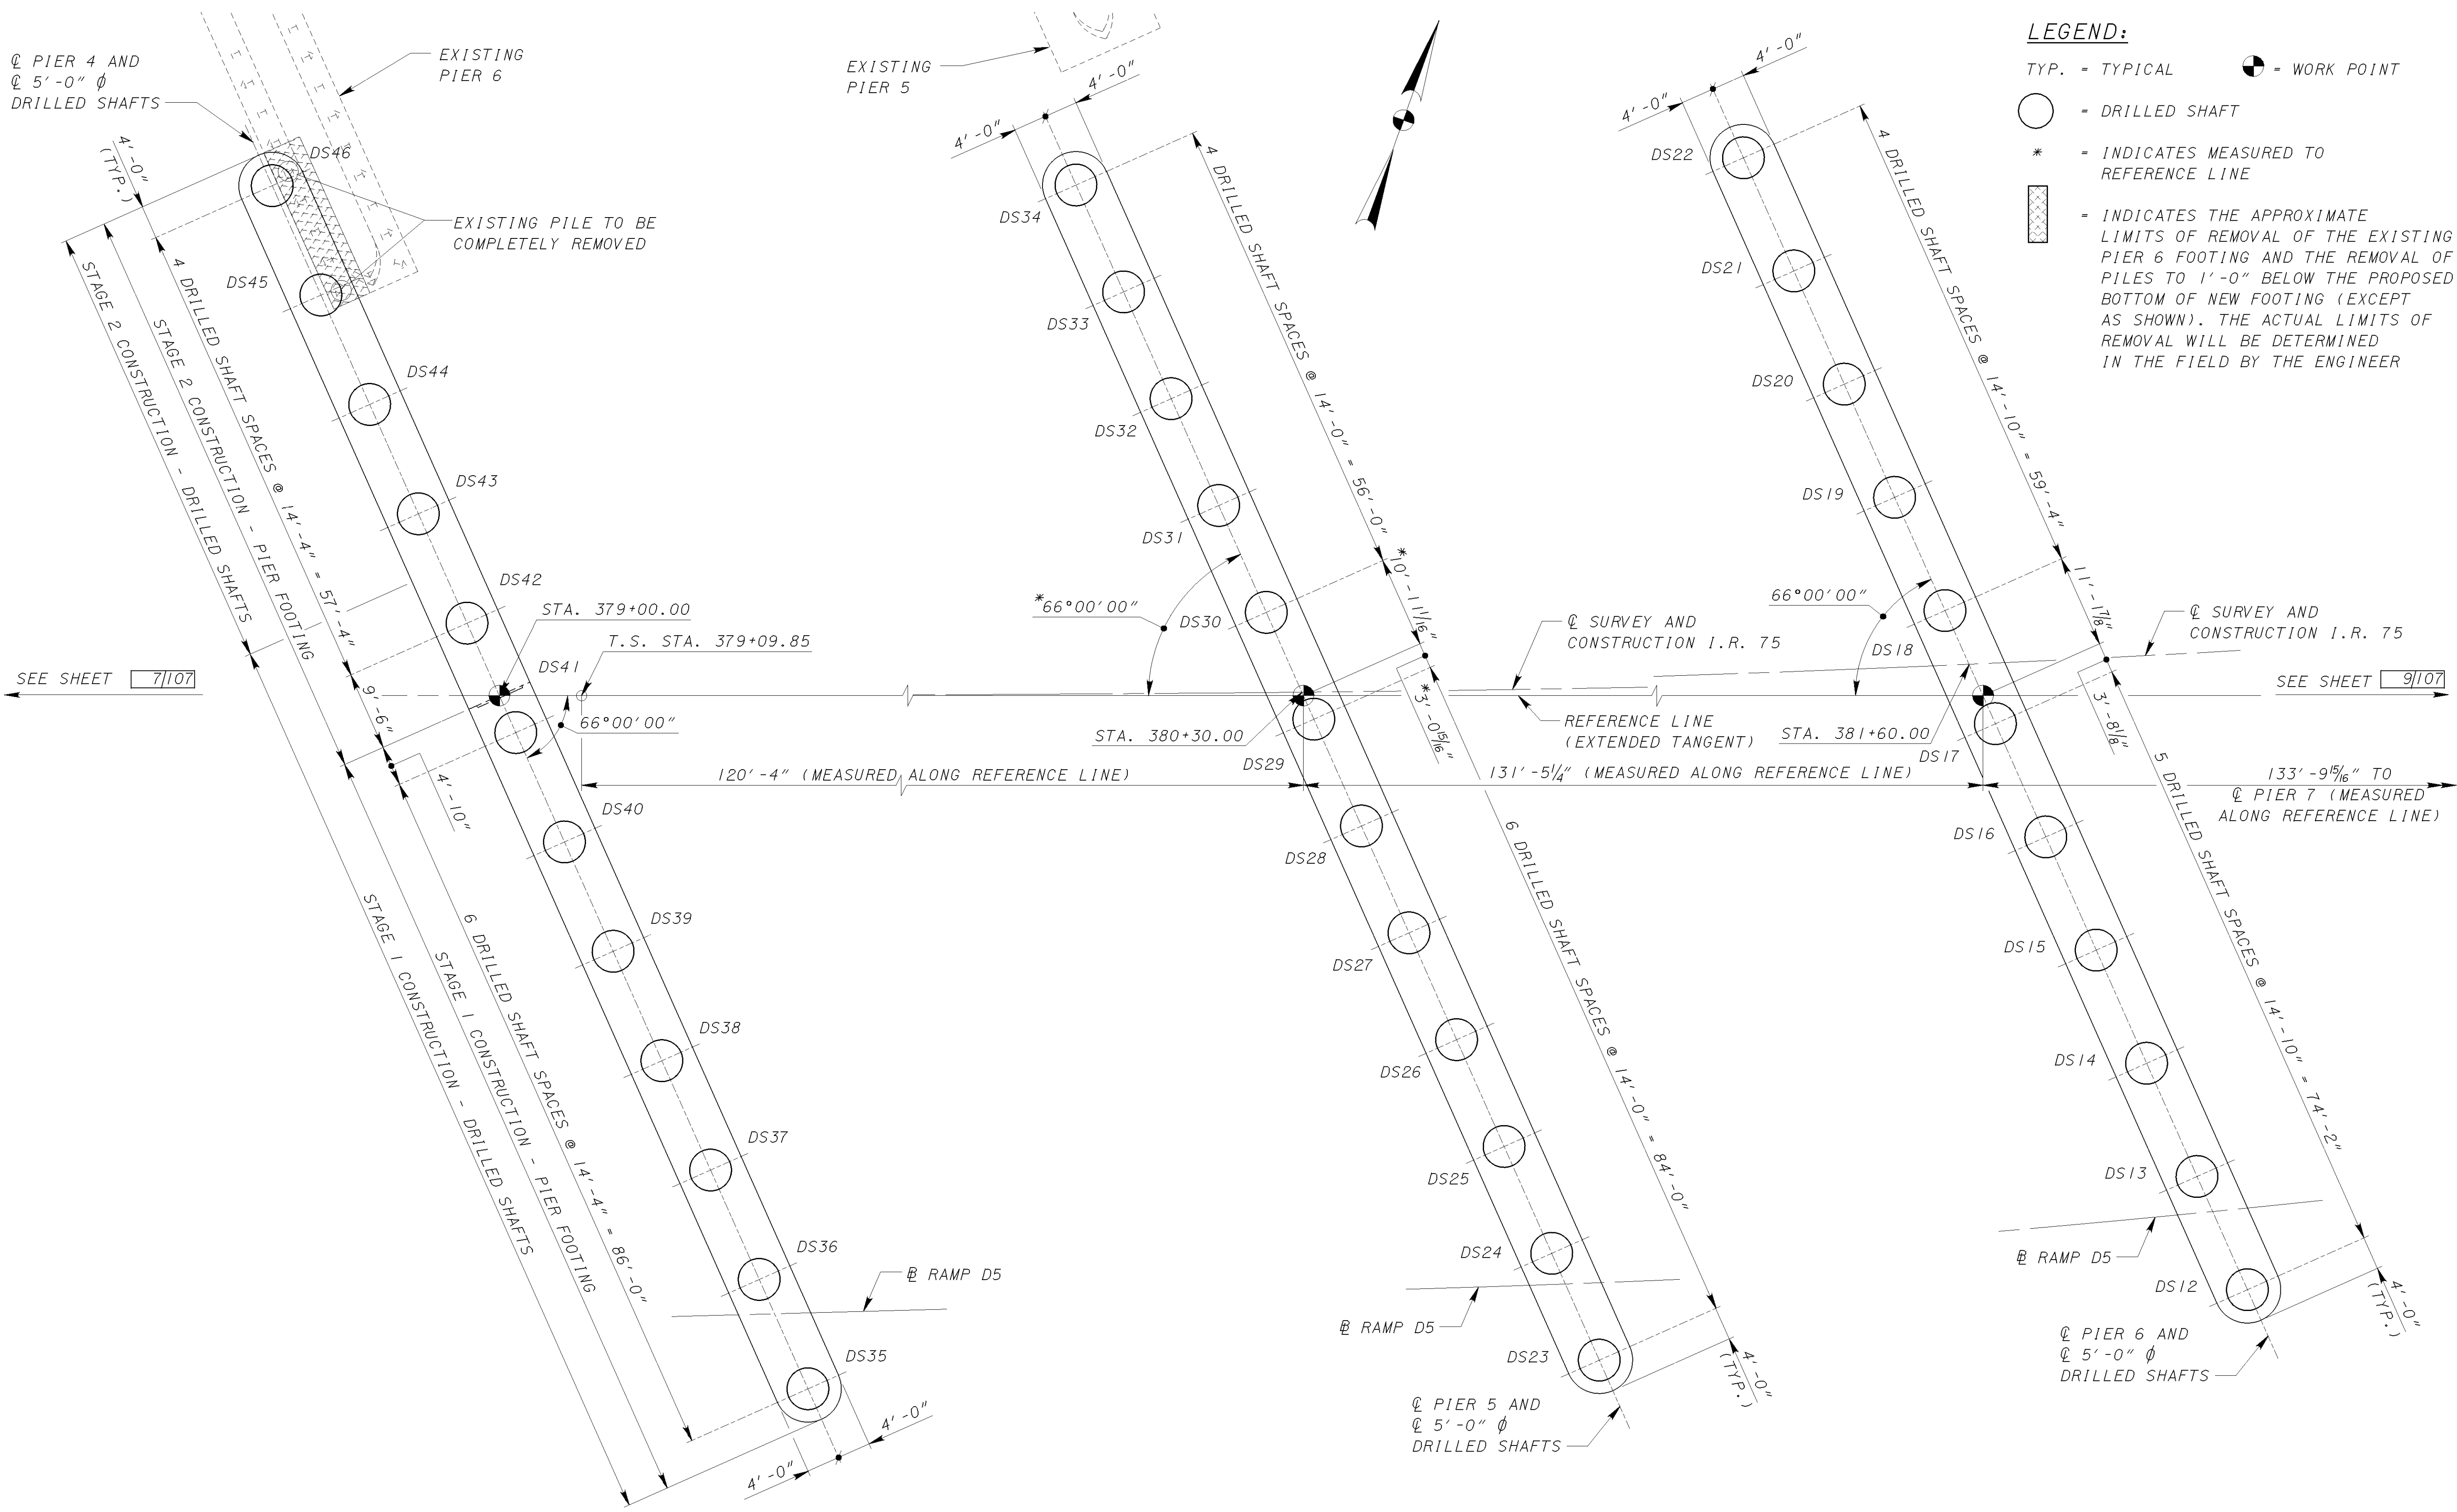 ℄ PIER 4 AND
℄ 5'-0" ϕ
DRILLED SHAFTS
EXISTING
PIER 6
4'-0"
(TYP.)
DS46
EXISTING PILE TO BE
COMPLETELY REMOVED
DS45
DS44
DS43
DS42
DS41
DS40
DS39
DS38
DS37
DS36
DS35
STAGE 2 CONSTRUCTION - DRILLED SHAFTS
STAGE 2 CONSTRUCTION - PIER FOOTING
4 DRILLED SHAFT SPACES @ 14'-4" = 57'-4"
9'-6"
4'-10"
STAGE 1 CONSTRUCTION - DRILLED SHAFTS
STAGE 1 CONSTRUCTION - PIER FOOTING
6 DRILLED SHAFT SPACES @ 14'-4" = 86'-0"
STA. 379+00.00
T.S. STA. 379+09.85
66°00'00"
SEE SHEET 7/107
120'-4" (MEASURED ALONG REFERENCE LINE)
℄ RAMP D5
4'-0"
4'-0"
EXISTING
PIER 5
4'-0"
4'-0"
DS34
DS33
DS32
DS31
DS30
DS29
DS28
DS27
DS26
DS25
DS24
DS23
4 DRILLED SHAFT SPACES @ 14'-0" = 56'-0"
*10'-11 1/16"
*3'-0 15/16"
6 DRILLED SHAFT SPACES @ 14'-0" = 84'-0"
*66°00'00"
STA. 380+30.00
℄ SURVEY AND
CONSTRUCTION I.R. 75
REFERENCE LINE
(EXTENDED TANGENT)
131'-5 1/4" (MEASURED ALONG REFERENCE LINE)
℄ RAMP D5
4'-0"
(TYP.)
℄ PIER 5 AND
℄ 5'-0" ϕ
DRILLED SHAFTS
4'-0"
4'-0"
DS22
DS21
DS20
DS19
DS18
DS17
DS16
DS15
DS14
DS13
DS12
4 DRILLED SHAFT SPACES @ 14'-10" = 59'-4"
11'-1 7/8"
3'-8 1/8"
5 DRILLED SHAFT SPACES @ 14'-10" = 74'-2"
66°00'00"
STA. 381+60.00
℄ SURVEY AND
CONSTRUCTION I.R. 75
SEE SHEET 9/107
133'-9 15/16" TO
℄ PIER 7 (MEASURED
ALONG REFERENCE LINE)
℄ RAMP D5
4'-0"
(TYP.)
℄ PIER 6 AND
℄ 5'-0" ϕ
DRILLED SHAFTS
LEGEND:
TYP. = TYPICAL
= WORK POINT
= DRILLED SHAFT
* = INDICATES MEASURED TO
REFERENCE LINE
= INDICATES THE APPROXIMATE
LIMITS OF REMOVAL OF THE EXISTING
PIER 6 FOOTING AND THE REMOVAL OF
PILES TO 1'-0" BELOW THE PROPOSED
BOTTOM OF NEW FOOTING (EXCEPT
AS SHOWN). THE ACTUAL LIMITS OF
REMOVAL WILL BE DETERMINED
IN THE FIELD BY THE ENGINEER